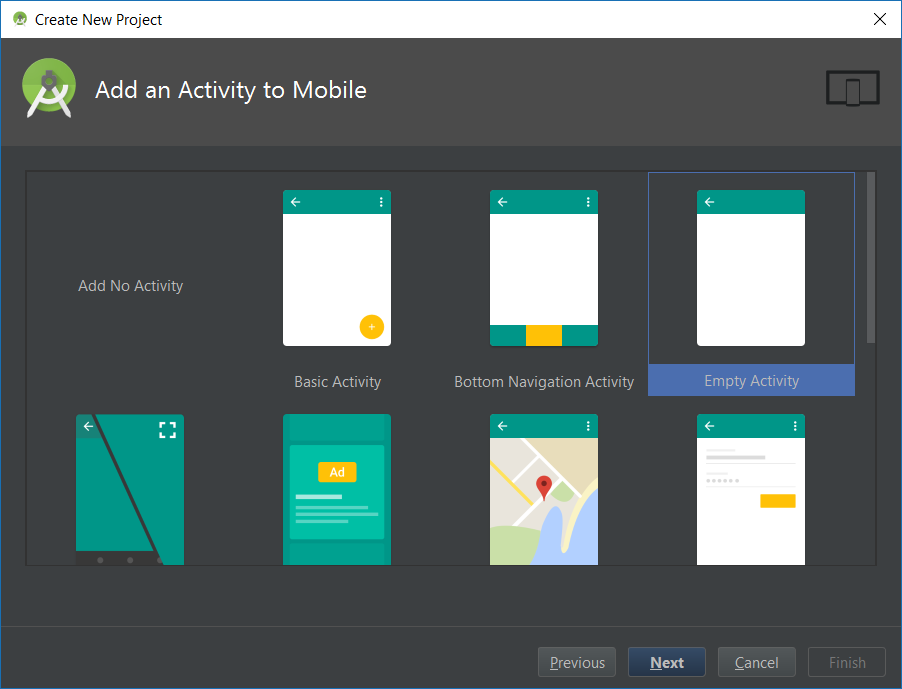 Create New Project
Add an Activity to Mobile
Add No Activity
Basic Activity
Bottom Navigation Activity
Empty Activity
Ad
Previous
Next
Cancel
Finish